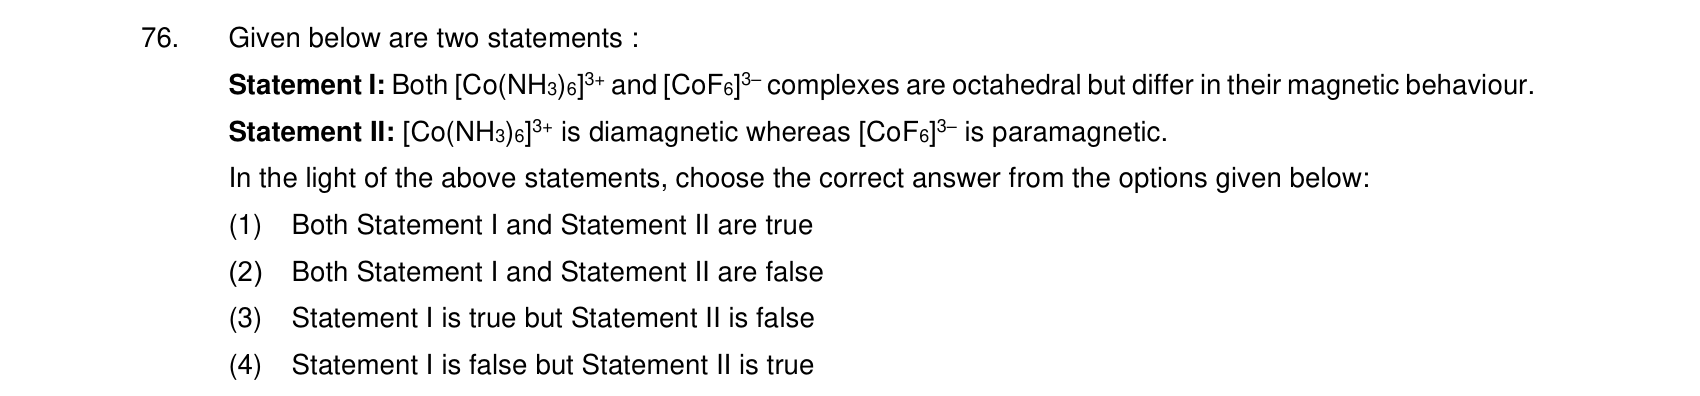 76. Given below are two statements :
Statement I: Both [Co(NH₃)₆]³⁺ and [CoF₆]³⁻ complexes are octahedral but differ in their magnetic behaviour.
Statement II: [Co(NH₃)₆]³⁺ is diamagnetic whereas [CoF₆]³⁻ is paramagnetic.
In the light of the above statements, choose the correct answer from the options given below:
(1) Both Statement I and Statement II are true
(2) Both Statement I and Statement II are false
(3) Statement I is true but Statement II is false
(4) Statement I is false but Statement II is true